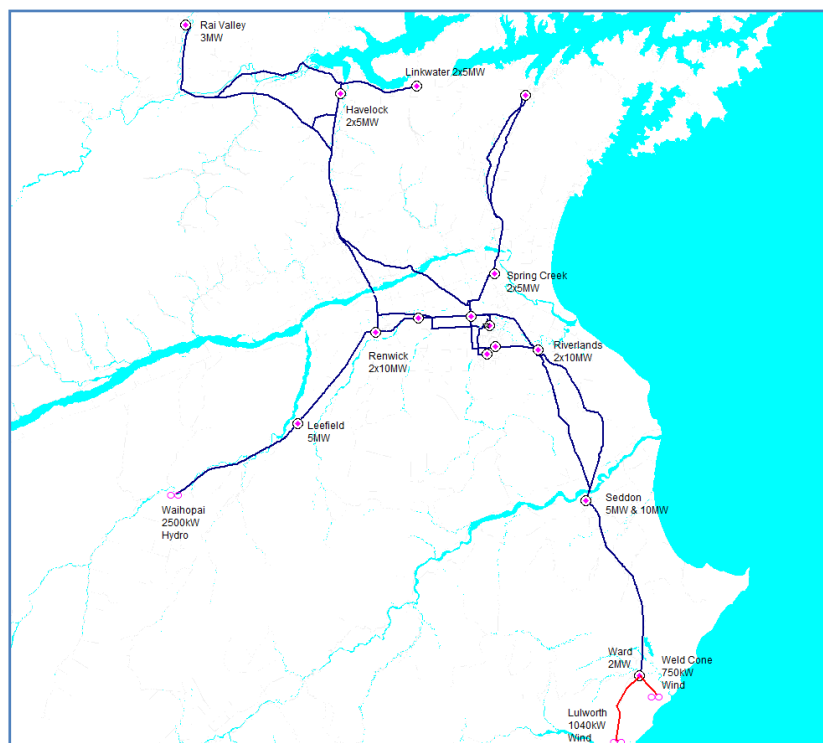 Rai Valley
3MW
Linkwater 2x5MW
Havelock
2x5MW
Spring Creek
2x5MW
Riverlands
2x10MW
Renwick
2x10MW
Leefield
5MW
Waihopai
2500kW
Hydro
Seddon
5MW & 10MW
Ward
2MW
Weld Cone
750kW
Wind
Lulworth
1040kW
Wind